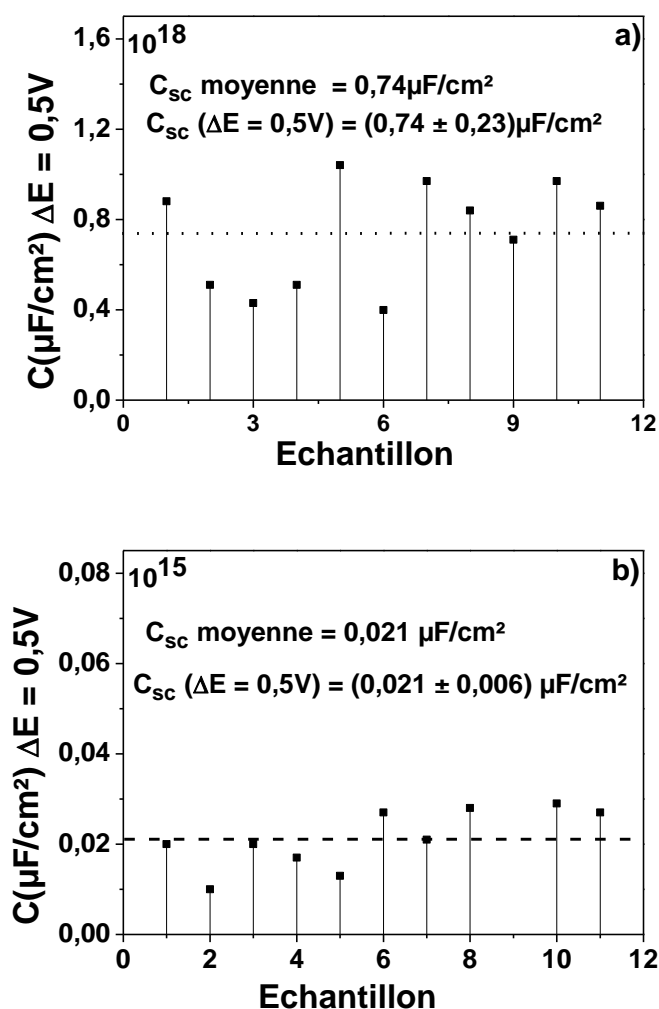 10¹⁸ a)
C_sc moyenne = 0,74µF/cm²
C_sc (ΔE = 0,5V) = (0,74 ± 0,23)µF/cm²
1,6
1,2
0,8
0,4
0,0
C(µF/cm²) ΔE = 0,5V
0 3 6 9 12
Echantillon
10¹⁵ b)
C_sc moyenne = 0,021 µF/cm²
C_sc (ΔE = 0,5V) = (0,021 ± 0,006) µF/cm²
0,08
0,06
0,04
0,02
0,00
C(µF/cm²) ΔE = 0,5V
0 2 4 6 8 10 12
Echantillon